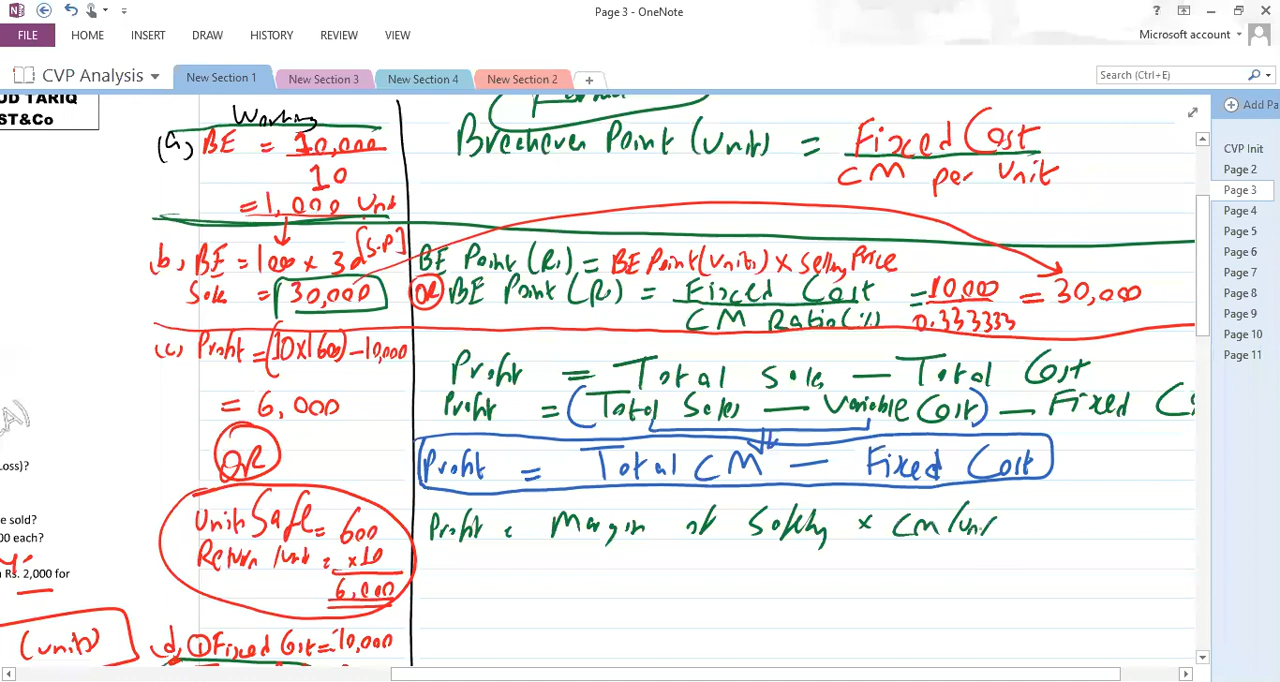 Page 3 - OneNote
FILE HOME INSERT DRAW HISTORY REVIEW VIEW Microsoft account
CVP Analysis New Section 1 New Section 3 New Section 4 New Section 2 Search (Ctrl+E)
UD TARIQ
ST&Co
Add Pa
CVP Init
Page 2
Page 3
Page 4
Page 5
Page 6
Page 7
Page 8
Page 9
Page 10
Page 11
Loss)?
e sold?
00 each?
n Rs. 2,000 for
(units)
Working
(a) BE = 10,000
10
= 1,000 Unit
b, BE = 1000 × 30 [S.P]
Sale = 30,000
(c) Profit = (10×1600) - 10,000
= 6,000
OR
Unit Safe = 600
Return /unit = ×10
6,000
d, ① Fixed Cost = 10,000
Breakeven Point (Unit) = Fixed Cost
CM per Unit
BE Point (R.) = BE Point (Units) × Selling Price
OR BE Point (R) = Fixed Cost = 10,000 = 30,000
CM Ratio (%) 0.333333
Profit = Total Sale - Total Cost
Profit = (Total Sales - Variable Cost) - Fixed C
Profit = Total CM - Fixed Cost
Profit = Margin of Safety × CM/unit